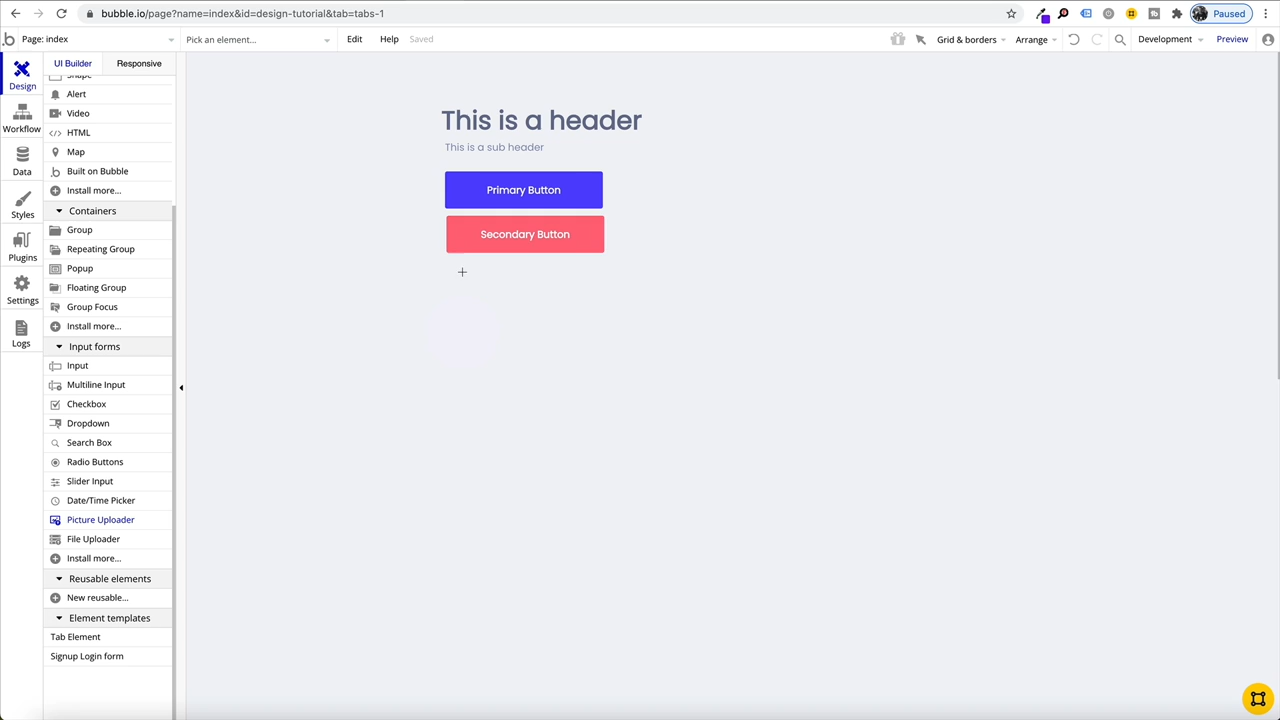 bubble.io/page?name=index&id=design-tutorial&tab=tabs-1
Paused
Page: index
Pick an element...
Edit
Help
Saved
Grid & borders
Arrange
Development
Preview
UI Builder
Responsive
Design
Workflow
Data
Styles
Plugins
Settings
Logs
Shape
Alert
Video
HTML
Map
Built on Bubble
Install more...
Containers
Group
Repeating Group
Popup
Floating Group
Group Focus
Install more...
Input forms
Input
Multiline Input
Checkbox
Dropdown
Search Box
Radio Buttons
Slider Input
Date/Time Picker
Picture Uploader
File Uploader
Install more...
Reusable elements
New reusable...
Element templates
Tab Element
Signup Login form
This is a header
This is a sub header
Primary Button
Secondary Button